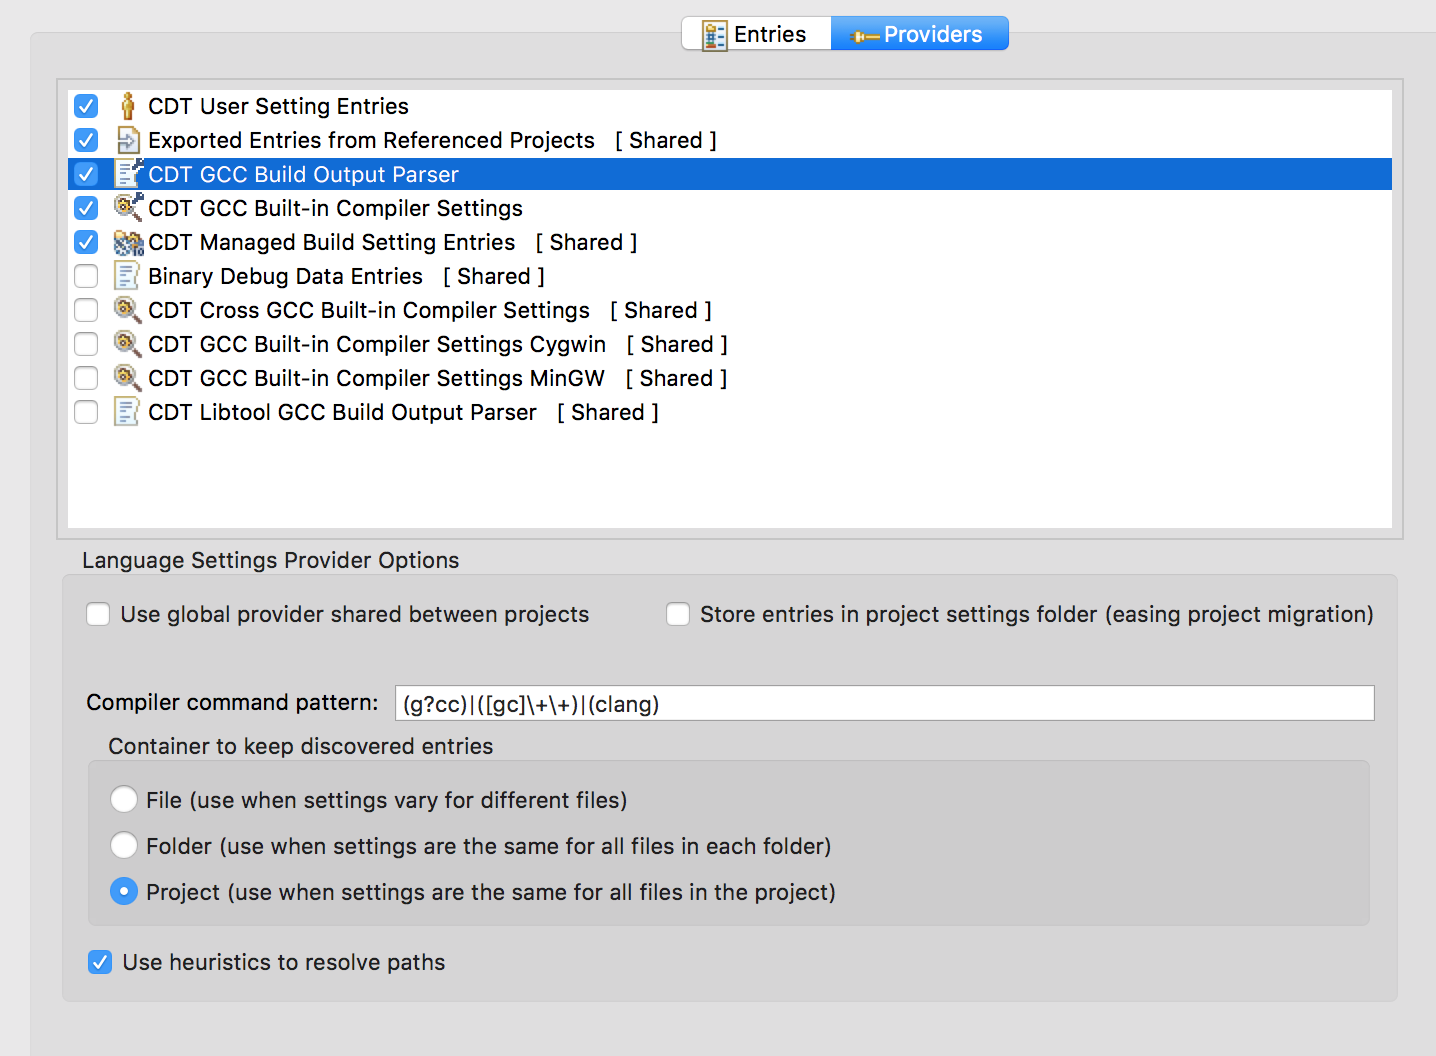 Entries Providers
CDT User Setting Entries
Exported Entries from Referenced Projects [ Shared ]
CDT GCC Build Output Parser
CDT GCC Built-in Compiler Settings
CDT Managed Build Setting Entries [ Shared ]
Binary Debug Data Entries [ Shared ]
CDT Cross GCC Built-in Compiler Settings [ Shared ]
CDT GCC Built-in Compiler Settings Cygwin [ Shared ]
CDT GCC Built-in Compiler Settings MinGW [ Shared ]
CDT Libtool GCC Build Output Parser [ Shared ]
Language Settings Provider Options
Use global provider shared between projects Store entries in project settings folder (easing project migration)
Compiler command pattern: (g?cc)|([gc]\+\+)|(clang)
Container to keep discovered entries
File (use when settings vary for different files)
Folder (use when settings are the same for all files in each folder)
Project (use when settings are the same for all files in the project)
Use heuristics to resolve paths